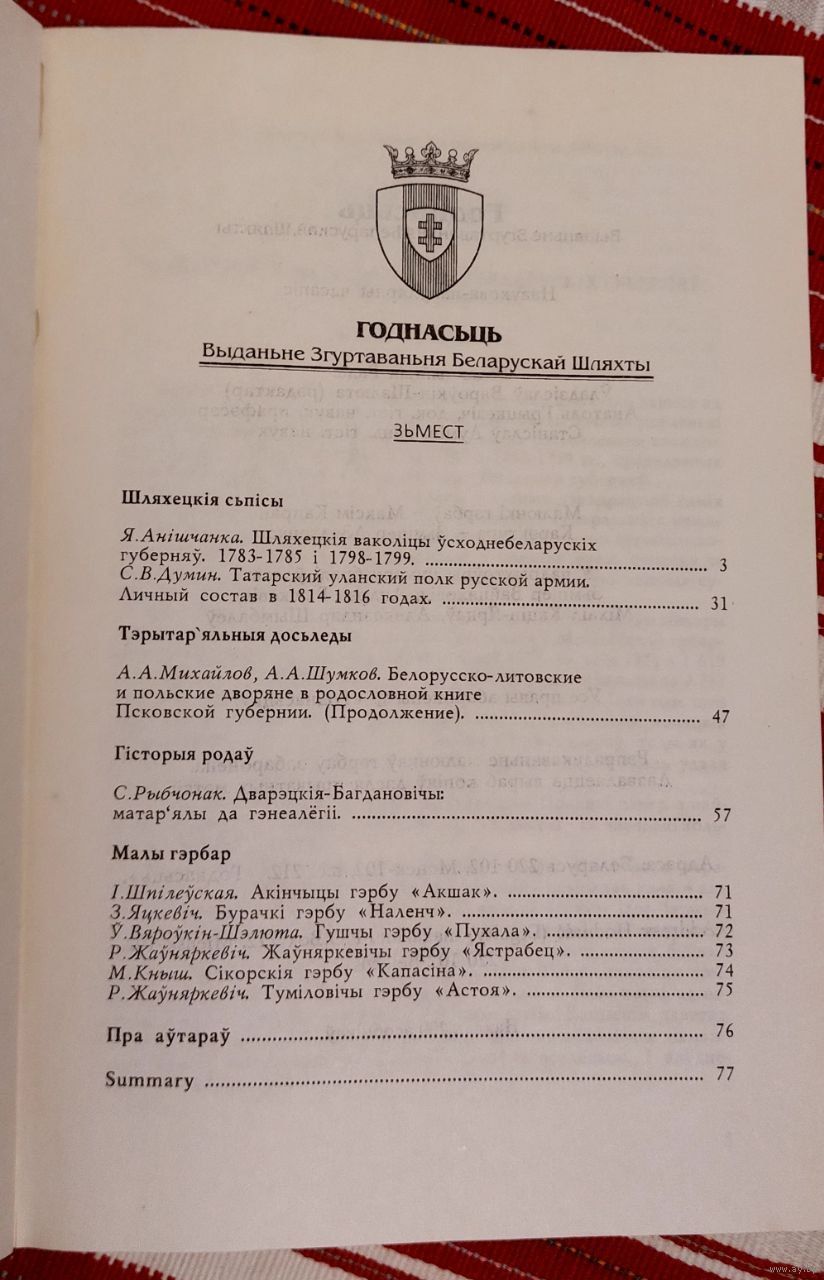 ГОДНАСЬЦЬ
Выданьне Згуртаваньня Беларускай Шляхты
ЗЬМЕСТ
Шляхецкія сьпісы
Я.Анішчанка. Шляхецкія ваколіцы ўсходнебеларускіх
губерняў. 1783-1785 і 1798-1799. 3
С.В.Думин. Татарский уланский полк русской армии.
Личный состав в 1814-1816 годах. 31
Тэрытар`яльныя досьледы
А.А.Михайлов, А.А.Шумков. Белорусско-литовские
и польские дворяне в родословной книге
Псковской губернии. (Продолжение). 47
Гісторыя родаў
С.Рыбчонак. Дварэцкія-Багдановічы:
матар‘ялы да гэнеалёгіі. 57
Малы гэрбар
І.Шпілеўская. Акінчыцы гэрбу «Акшак». 71
З.Яцкевіч. Бурачкі гэрбу «Наленч». 71
Ў.Вяроўкін-Шэлюта. Гушчы гэрбу «Пухала». 72
Р.Жаўняркевіч. Жаўняркевічы гэрбу «Ястрабец». 73
М.Кныш. Сікорскія гэрбу «Капасіна». 74
Р.Жаўняркевіч. Туміловічы гэрбу «Астоя». 75
Пра аўтараў 76
Summary 77